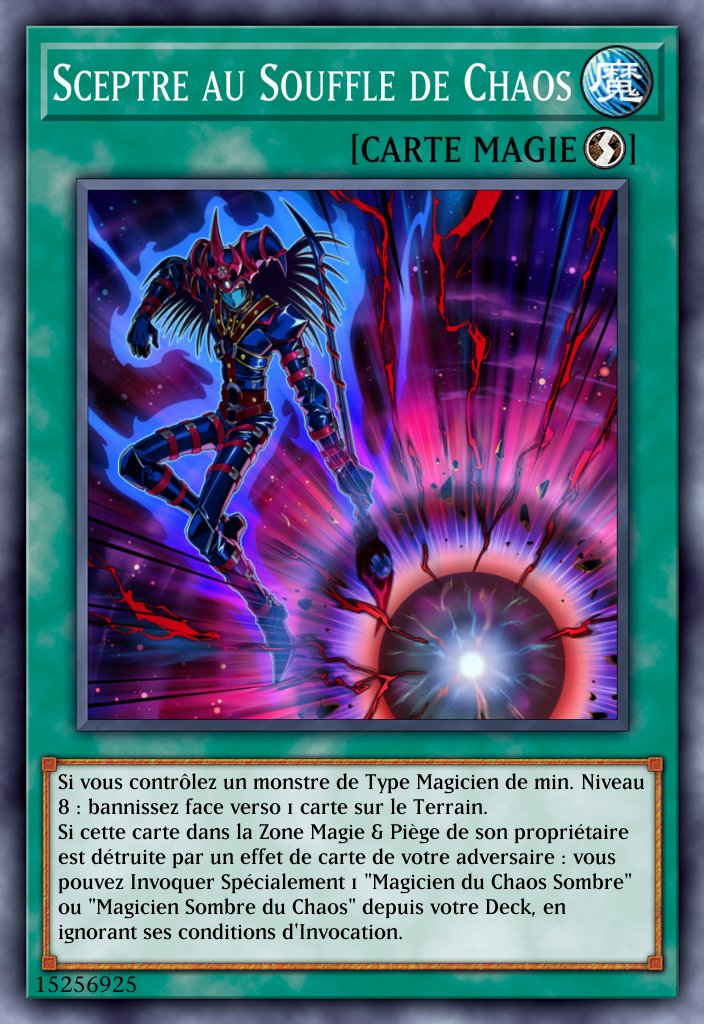 Sceptre au Souffle de Chaos 魔
[CARTE MAGIE]
Si vous contrôlez un monstre de Type Magicien de min. Niveau
8 : bannissez face verso 1 carte sur le Terrain.
Si cette carte dans la Zone Magie & Piège de son propriétaire
est détruite par un effet de carte de votre adversaire : vous
pouvez Invoquer Spécialement 1 "Magicien du Chaos Sombre"
ou "Magicien Sombre du Chaos" depuis votre Deck, en
ignorant ses conditions d'Invocation.
15256925